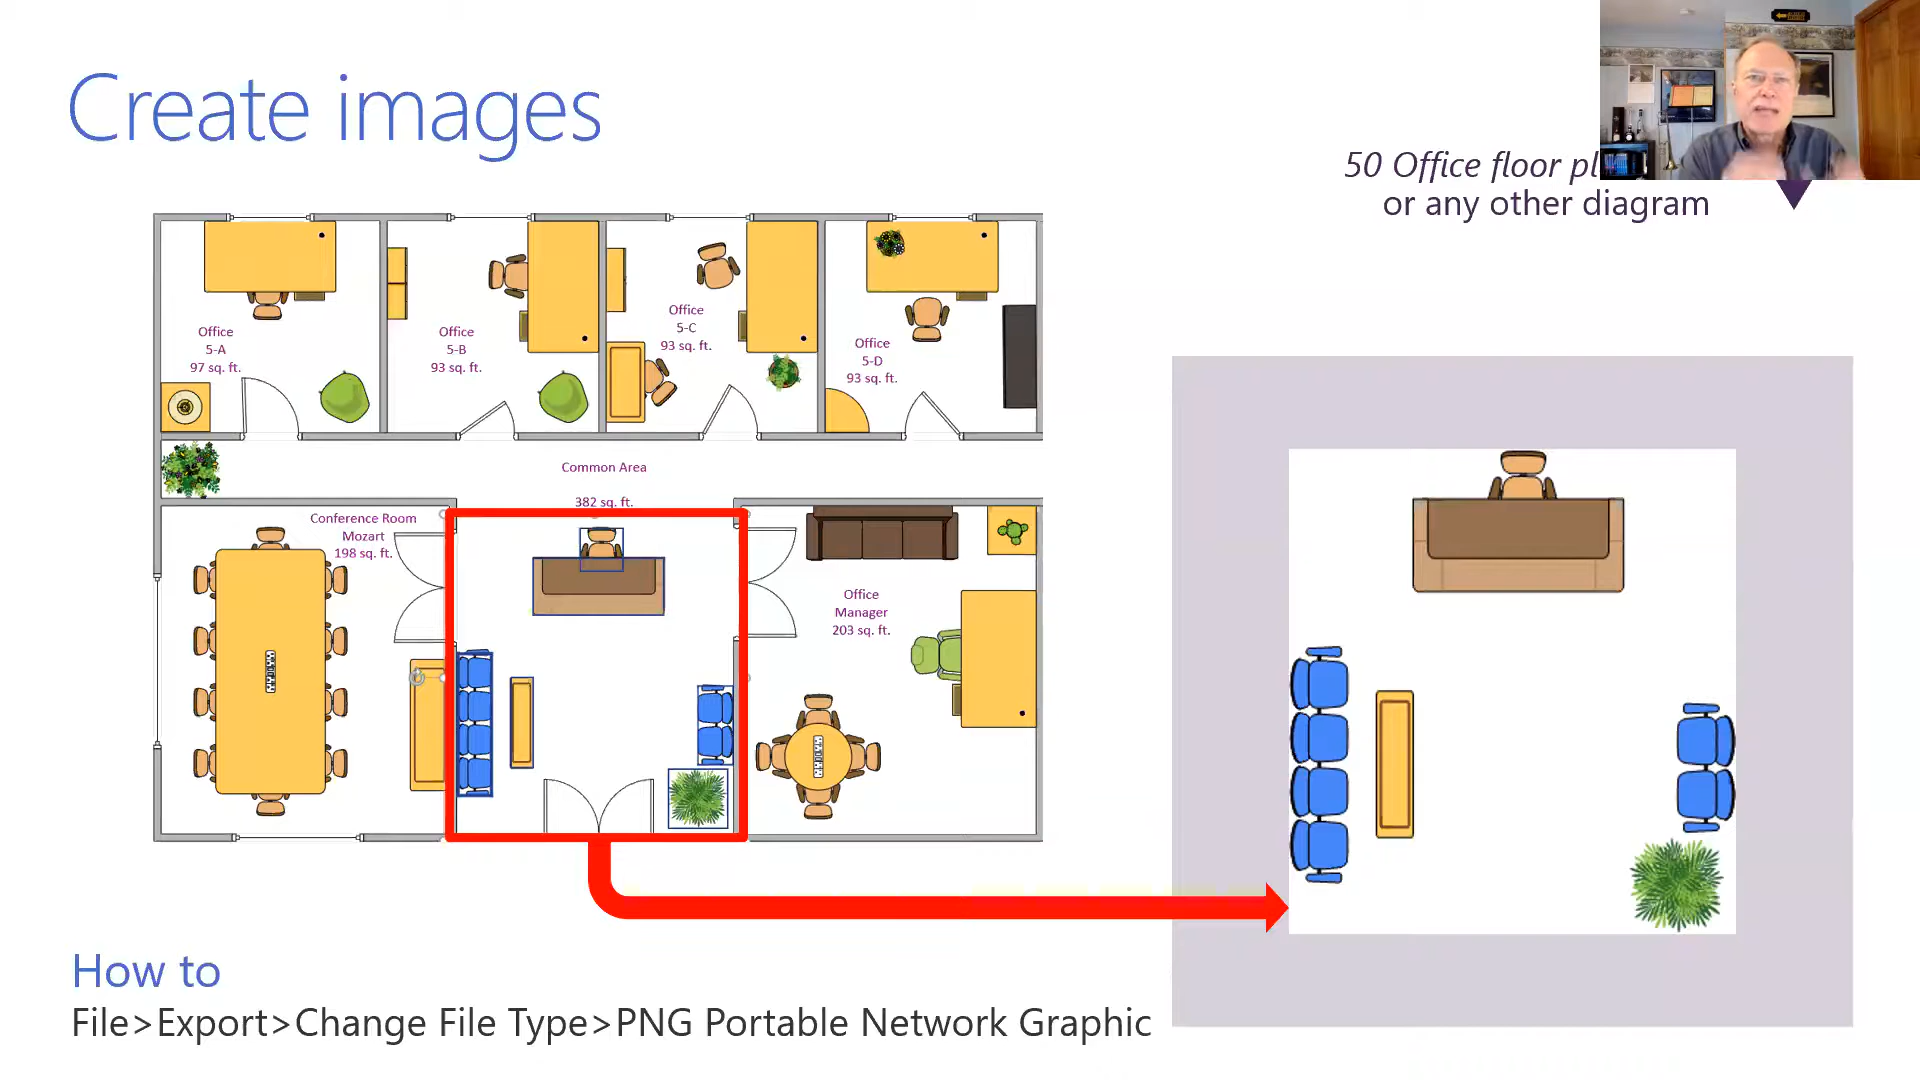 Create images
50 Office floor pl
or any other diagram
Office
5-A
97 sq. ft.
Office
5-B
93 sq. ft.
Office
5-C
93 sq. ft.
Office
5-D
93 sq. ft.
Common Area
382 sq. ft.
Conference Room
Mozart
198 sq. ft.
Office
Manager
203 sq. ft.
How to
File>Export>Change File Type>PNG Portable Network Graphic